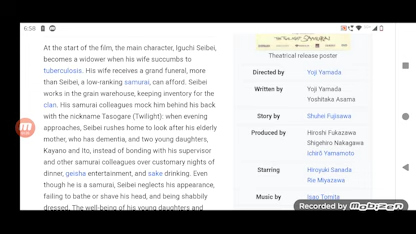 6:58
Theatrical release poster
At the start of the film, the main character, Iguchi Seibei,
becomes a widower when his wife succumbs to
tuberculosis. His wife receives a grand funeral, more
than Seibei, a low-ranking samurai, can afford. Seibei
works in the grain warehouse, keeping inventory for the
clan. His samurai colleagues mock him behind his back
with the nickname Tasogare (Twilight): when evening
approaches, Seibei rushes home to look after his elderly
mother, who has dementia, and two young daughters,
Kayano and Ito, instead of bonding with his supervisor
and other samurai colleagues over customary nights of
dinner, geisha entertainment, and sake drinking. Even
though he is a samurai, Seibei neglects his appearance,
failing to bathe or shave his head, and being shabbily
dressed. The well-being of his young daughters and
Directed by Yoji Yamada
Written by Yoji Yamada
Yoshitaka Asama
Story by Shuhei Fujisawa
Produced by Hiroshi Fukazawa
Shigehiro Nakagawa
Ichirō Yamamoto
Starring Hiroyuki Sanada
Rie Miyazawa
Music by Isao Tomita
Recorded by MOBIZEN